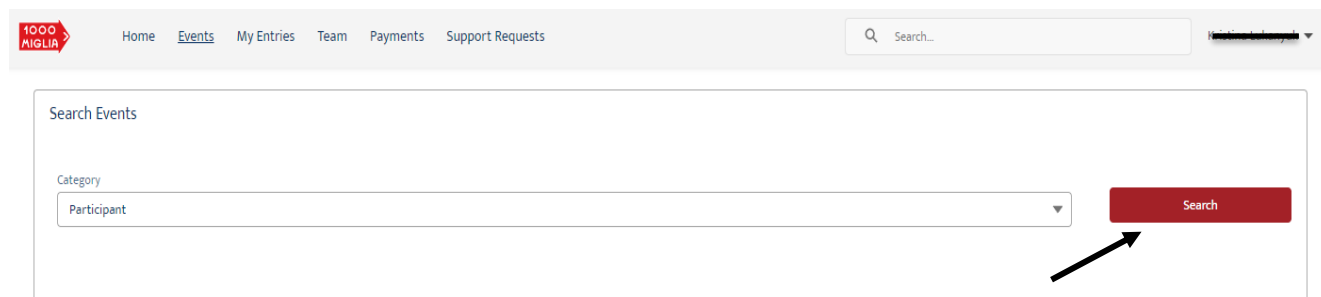 1000
MIGLIA
Home Events My Entries Team Payments Support Requests
Search...
Search Events
Category
Participant
Search